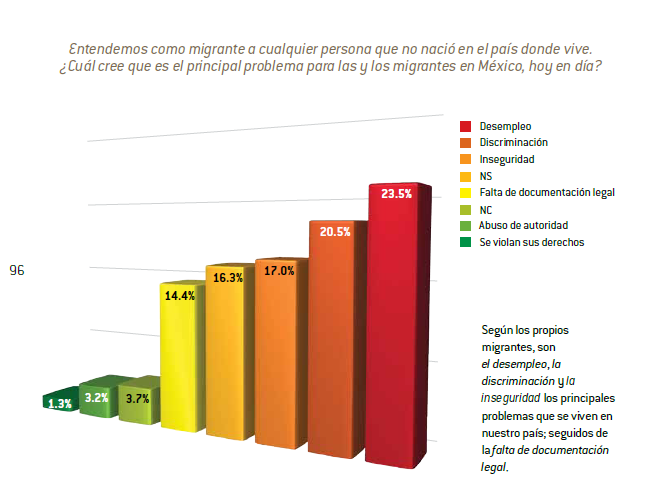 Entendemos como migrante a cualquier persona que no nació en el país donde vive.
¿Cuál cree que es el principal problema para las y los migrantes en México, hoy en día?
Desempleo
Discriminación
Inseguridad
NS
Falta de documentación legal
NC
Abuso de autoridad
Se violan sus derechos
23.5%
20.5%
17.0%
16.3%
14.4%
3.7%
3.2%
1.3%
96
Según los propios
migrantes, son
el desempleo, la
discriminación y la
inseguridad los principales
problemas que se viven en
nuestro país; seguidos de
la falta de documentación
legal.